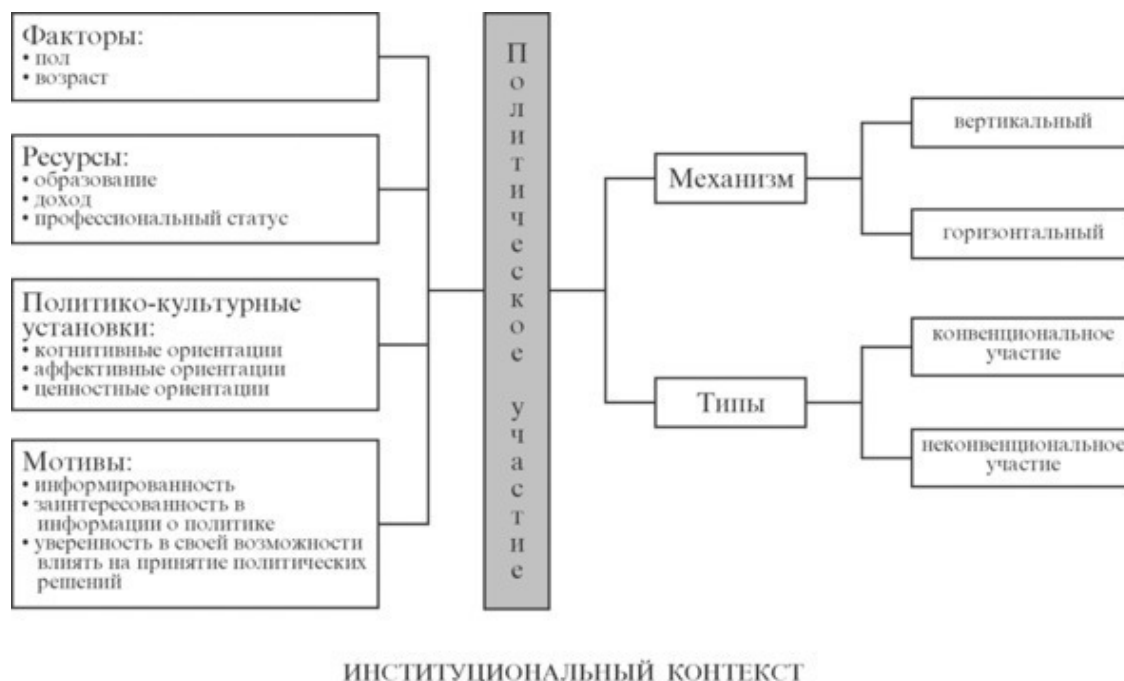 Факторы:
• пол
• возраст
Ресурсы:
• образование
• доход
• профессиональный статус
Политико-культурные
установки:
• когнитивные ориентации
• аффективные ориентации
• ценностные ориентации
Мотивы:
• информированность
• заинтересованность в
информации о политике
• уверенность в своей возможности
влиять на принятие политических
решений
Политическое участие
Механизм
вертикальный
горизонтальный
Типы
конвенциональное
участие
неконвенциональное
участие
ИНСТИТУЦИОНАЛЬНЫЙ КОНТЕКСТ